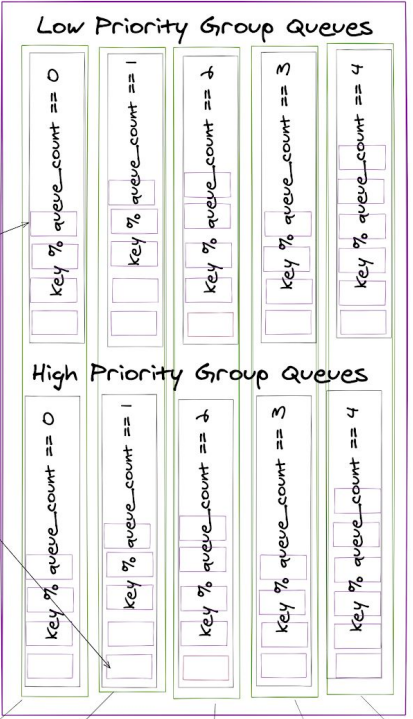 Low Priority Group Queues
key % queue_count == 0
key % queue_count == 1
key % queue_count == 2
key % queue_count == 3
key % queue_count == 4
High Priority Group Queues
key % queue_count == 0
key % queue_count == 1
key % queue_count == 2
key % queue_count == 3
key % queue_count == 4